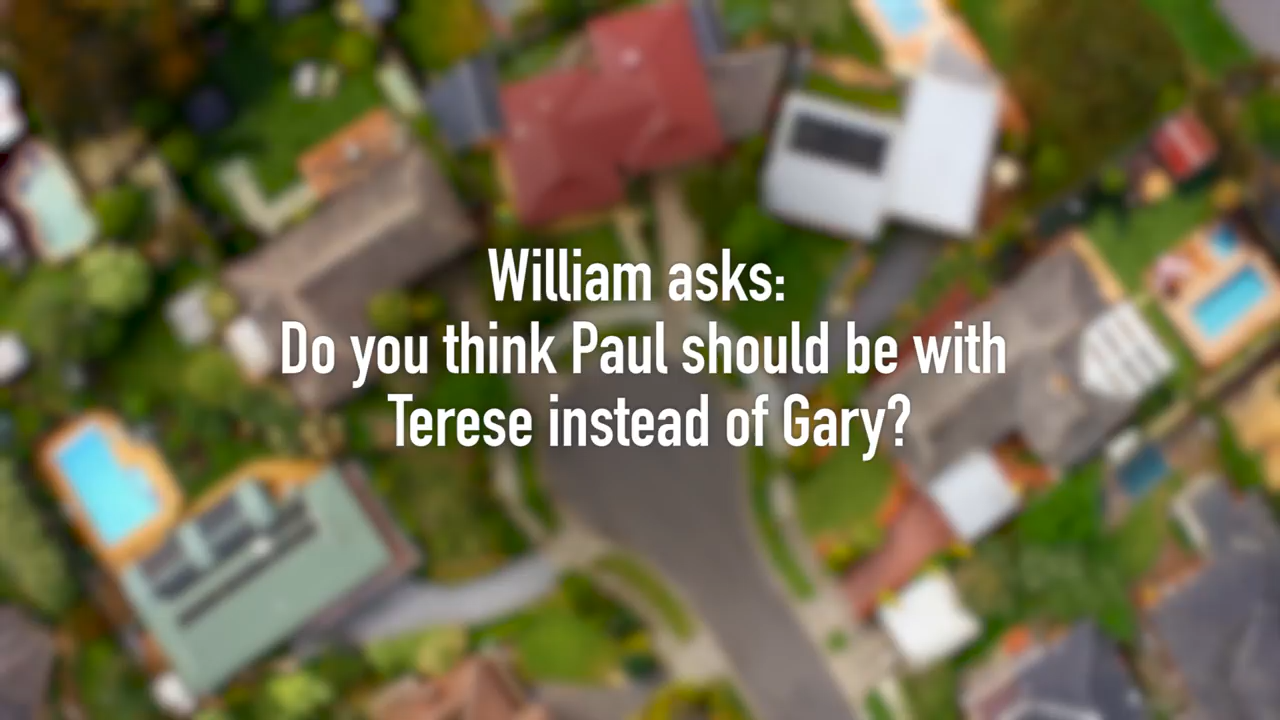 William asks:
Do you think Paul should be with
Terese instead of Gary?